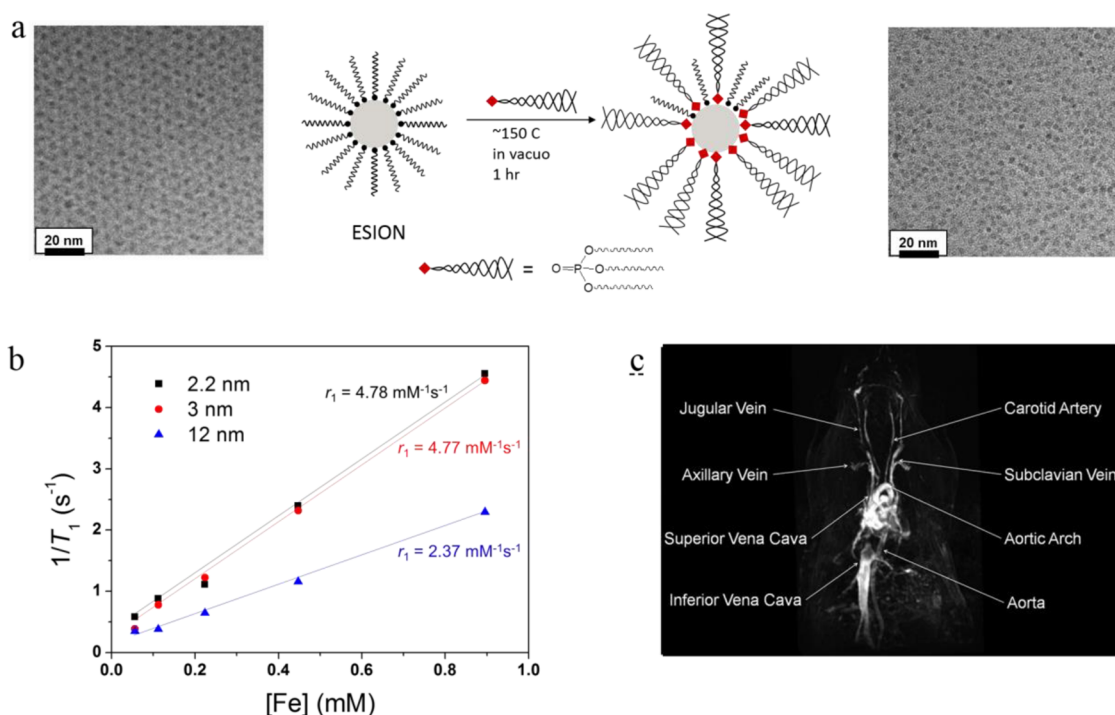 a
20 nm
~150 C
in vacuo
1 hr
ESION
=
O=P
O
O
O
20 nm
b
1/T1 (s-1)
5
4
3
2
1
0
2.2 nm
3 nm
12 nm
r1 = 4.78 mM-1s-1
r1 = 4.77 mM-1s-1
r1 = 2.37 mM-1s-1
0.0 0.2 0.4 0.6 0.8 1.0
[Fe] (mM)
c
Jugular Vein
Axillary Vein
Superior Vena Cava
Inferior Vena Cava
Carotid Artery
Subclavian Vein
Aortic Arch
Aorta